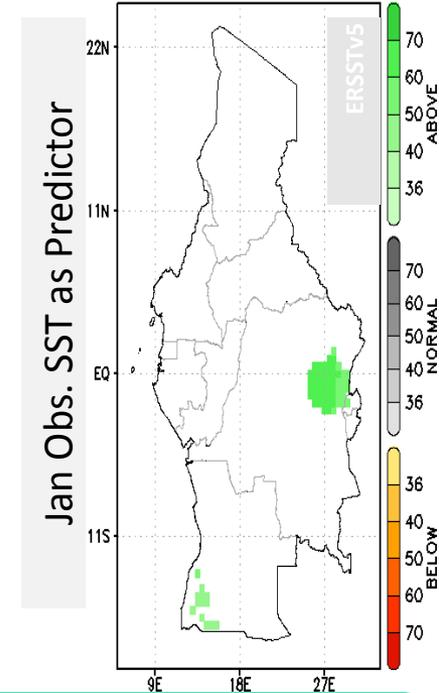 Jan Obs. SST as Predictor
ERSSTv5
22N
11N
EQ
11S
9E 18E 27E
70
60
50
40
36
ABOVE
70
60
50
40
36
NORMAL
36
40
50
60
70
BELOW